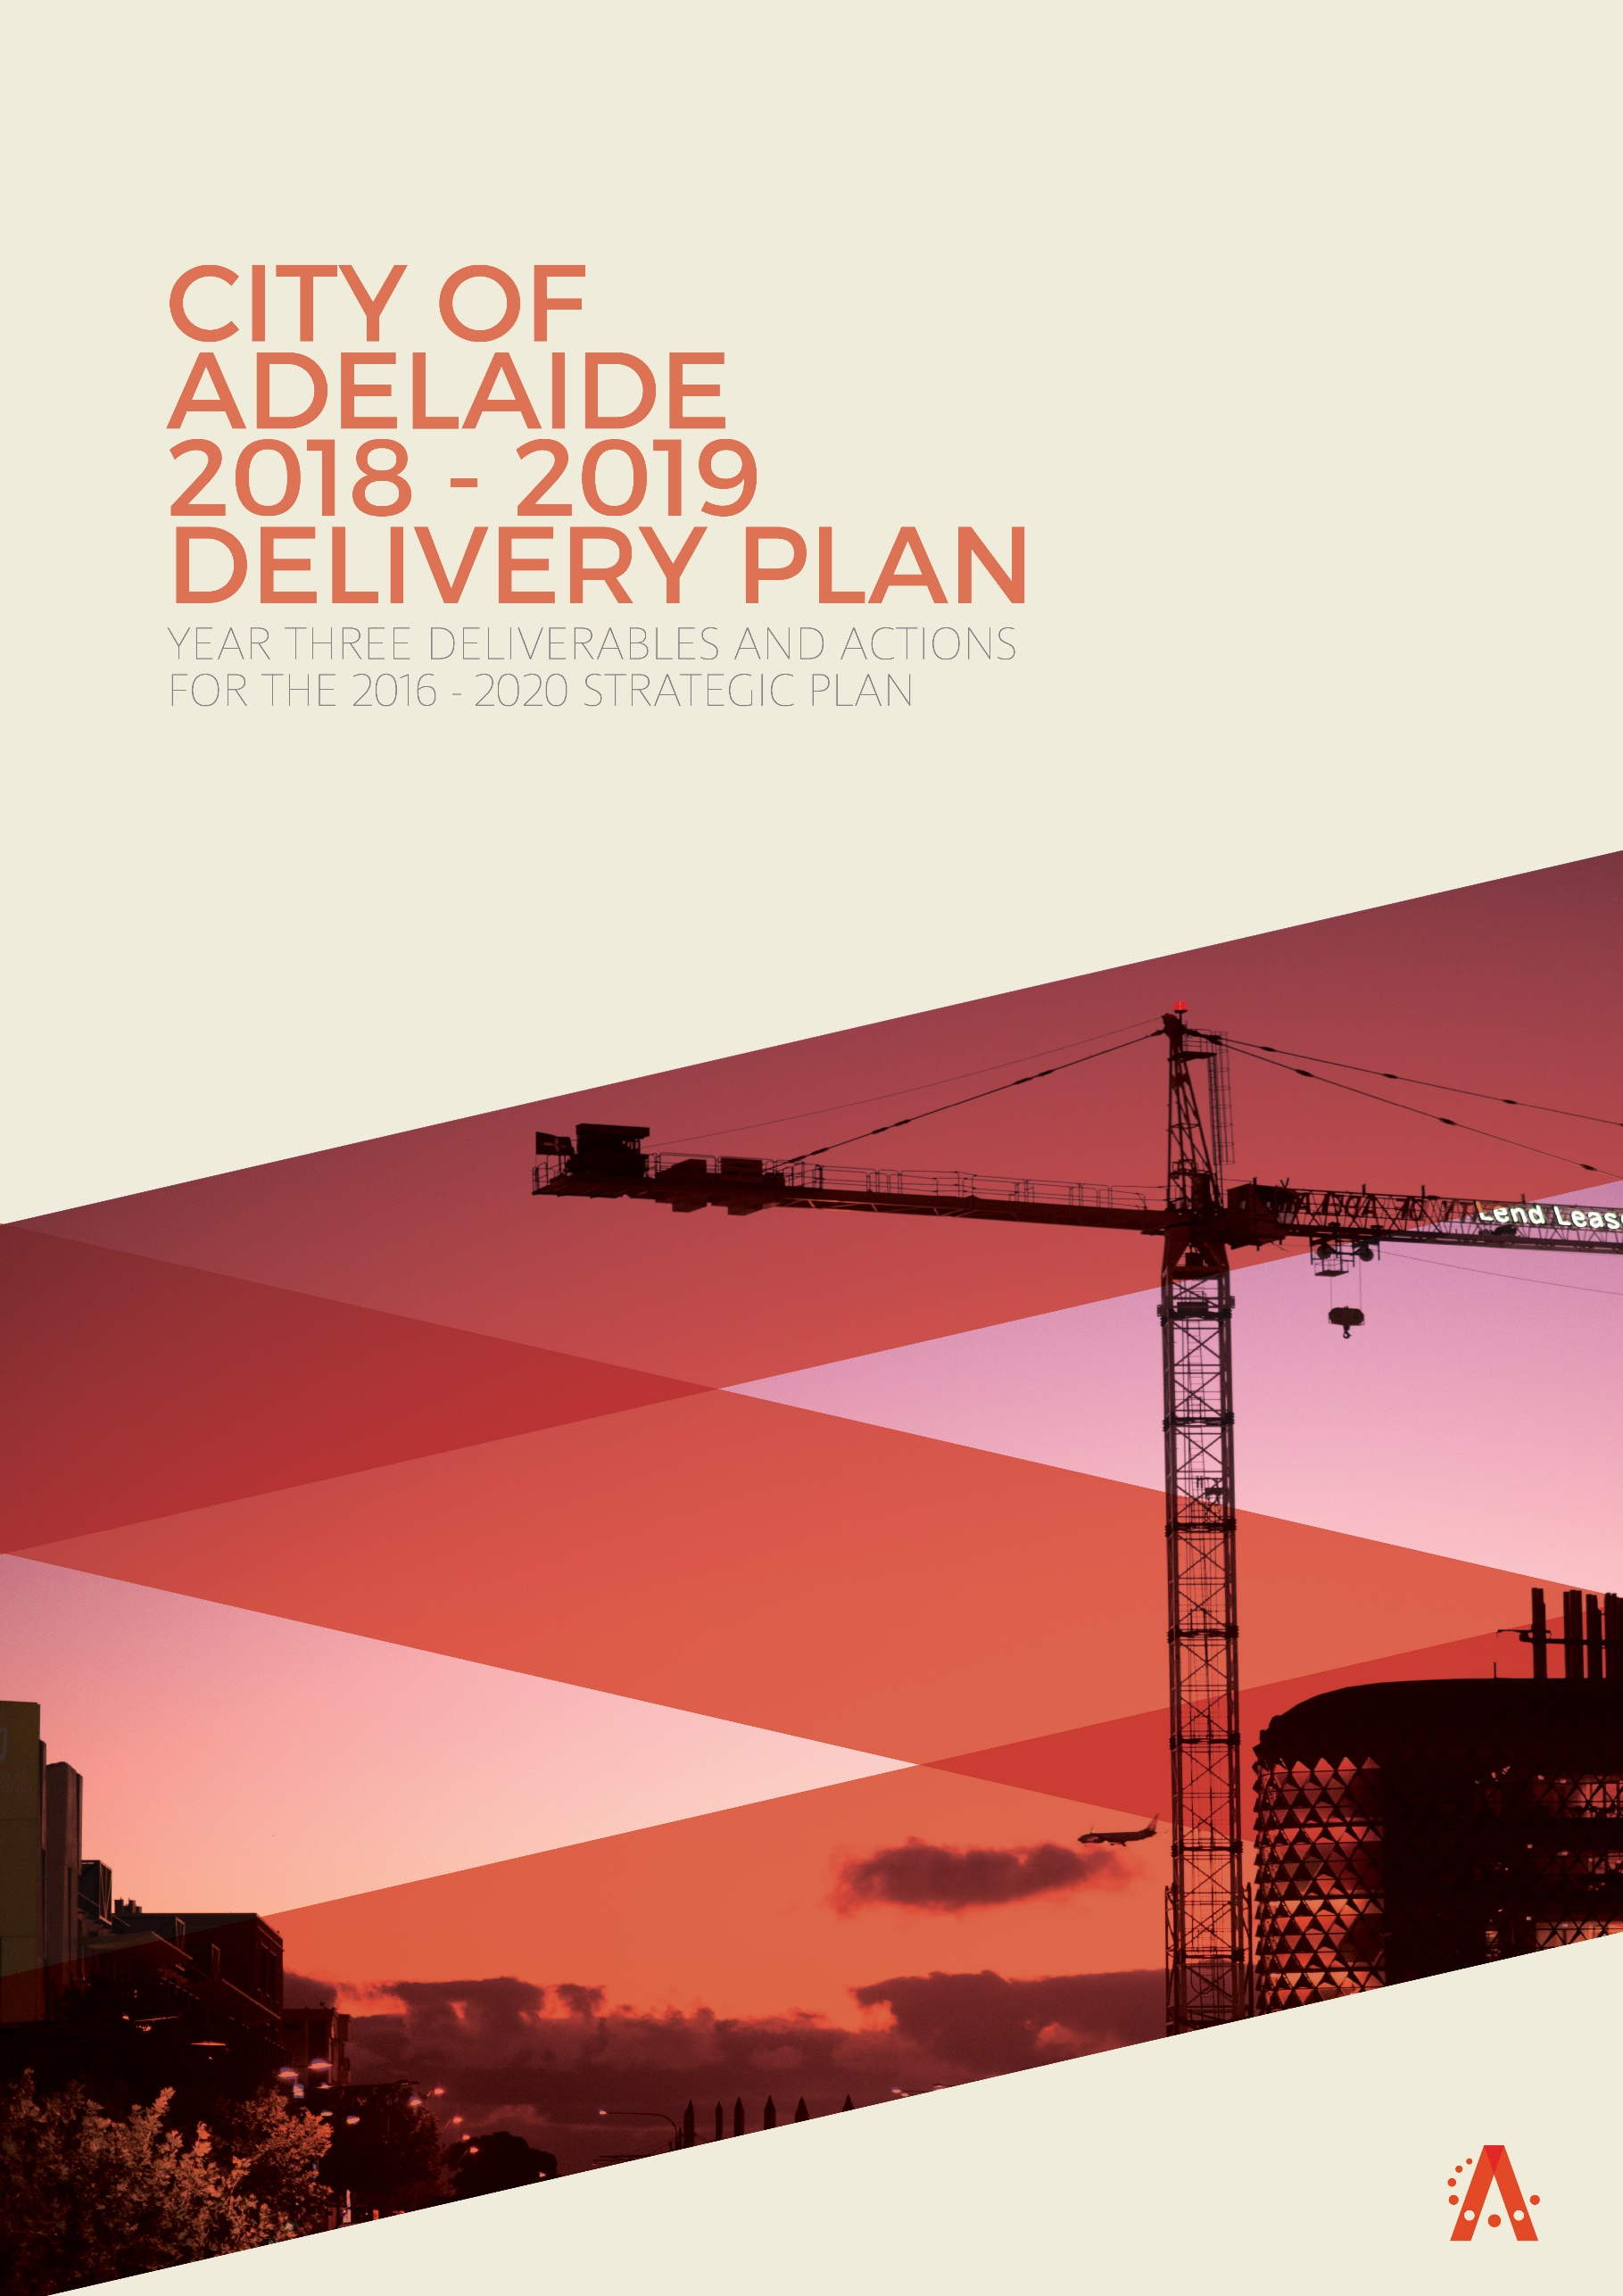 CITY OF
ADELAIDE
2018 - 2019
DELIVERY PLAN
YEAR THREE DELIVERABLES AND ACTIONS
FOR THE 2016 - 2020 STRATEGIC PLAN
Lend Leas